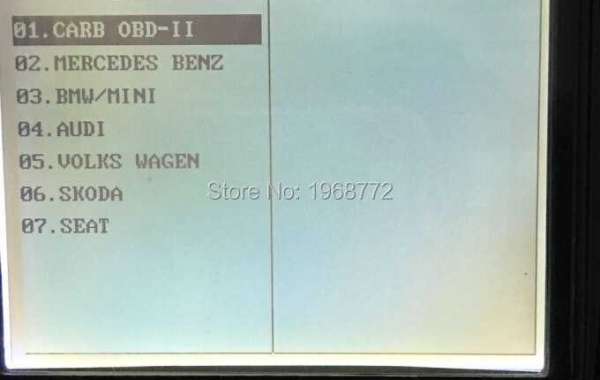 01.CARB OBD-II
02.MERCEDES BENZ
03.BMW/MINI
04.AUDI
05.VOLKS WAGEN
06.SKODA
Store No: 1968772
07.SEAT